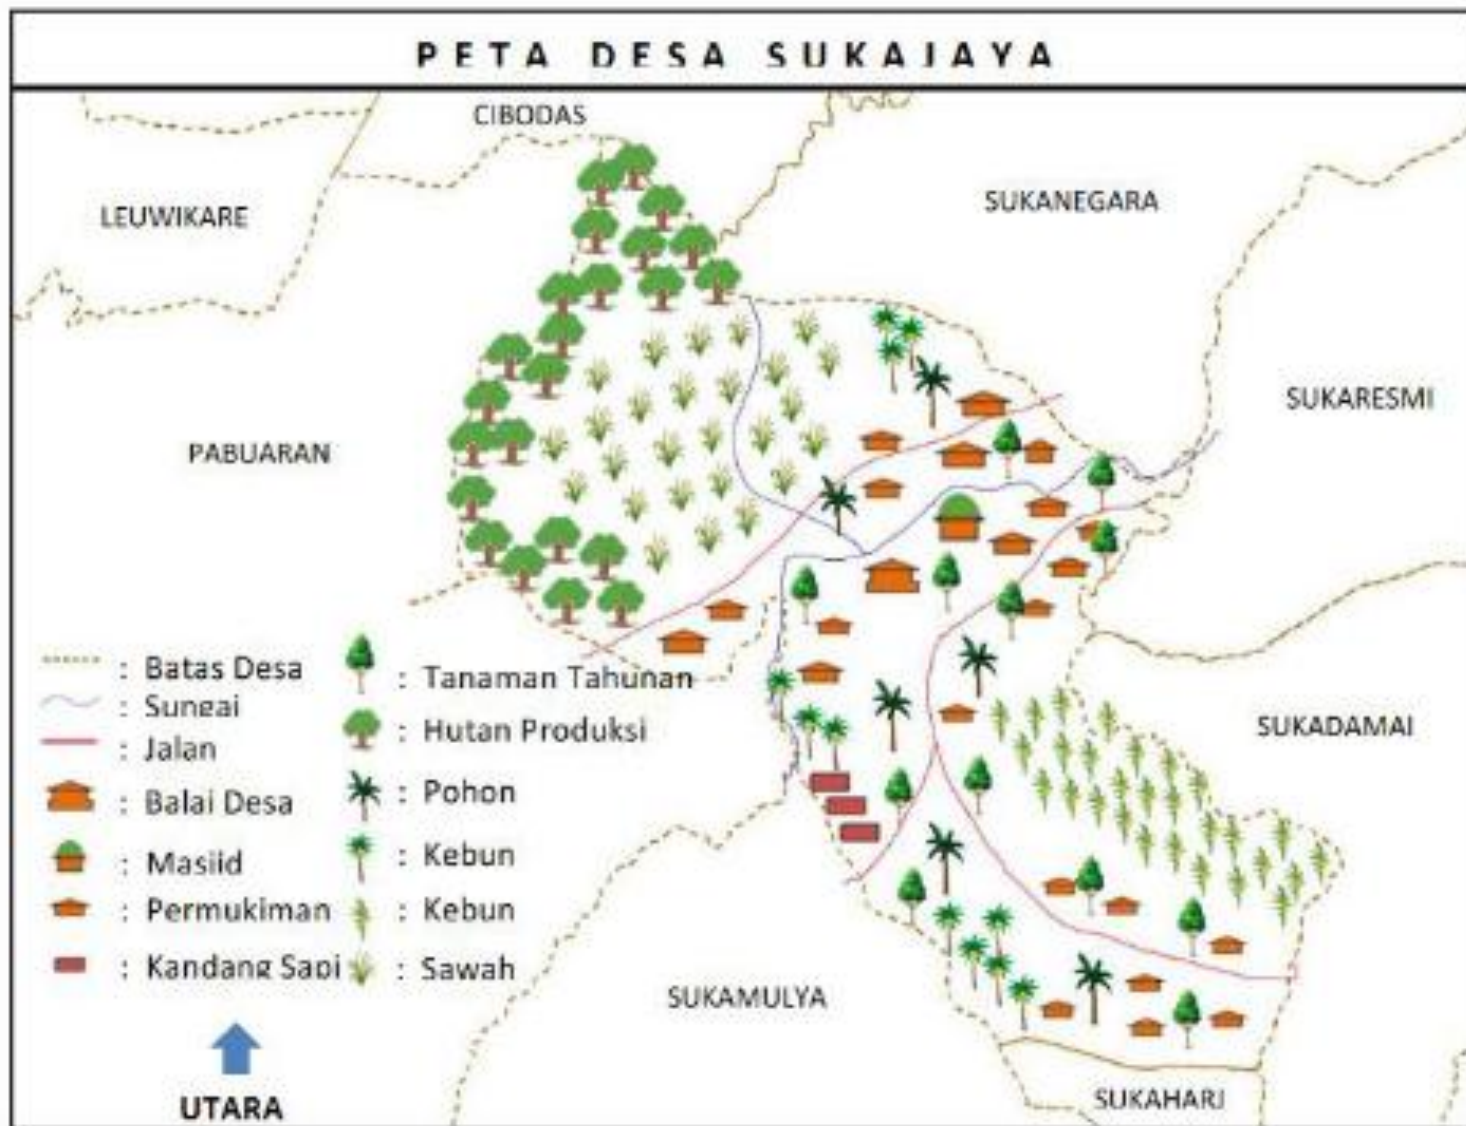 PETA DESA SUKAJAYA
CIBODAS
LEUWIKARE
SUKANEGARA
SUKARESMI
PABUARAN
SUKADAMAI
SUKAMULYA
SUKAHARJ
: Batas Desa
: Sungai
: Jalan
: Balai Desa
: Masjid
: Permukiman
: Kandang Sapi
: Tanaman Tahunan
: Hutan Produksi
: Pohon
: Kebun
: Kebun
: Sawah
UTARA